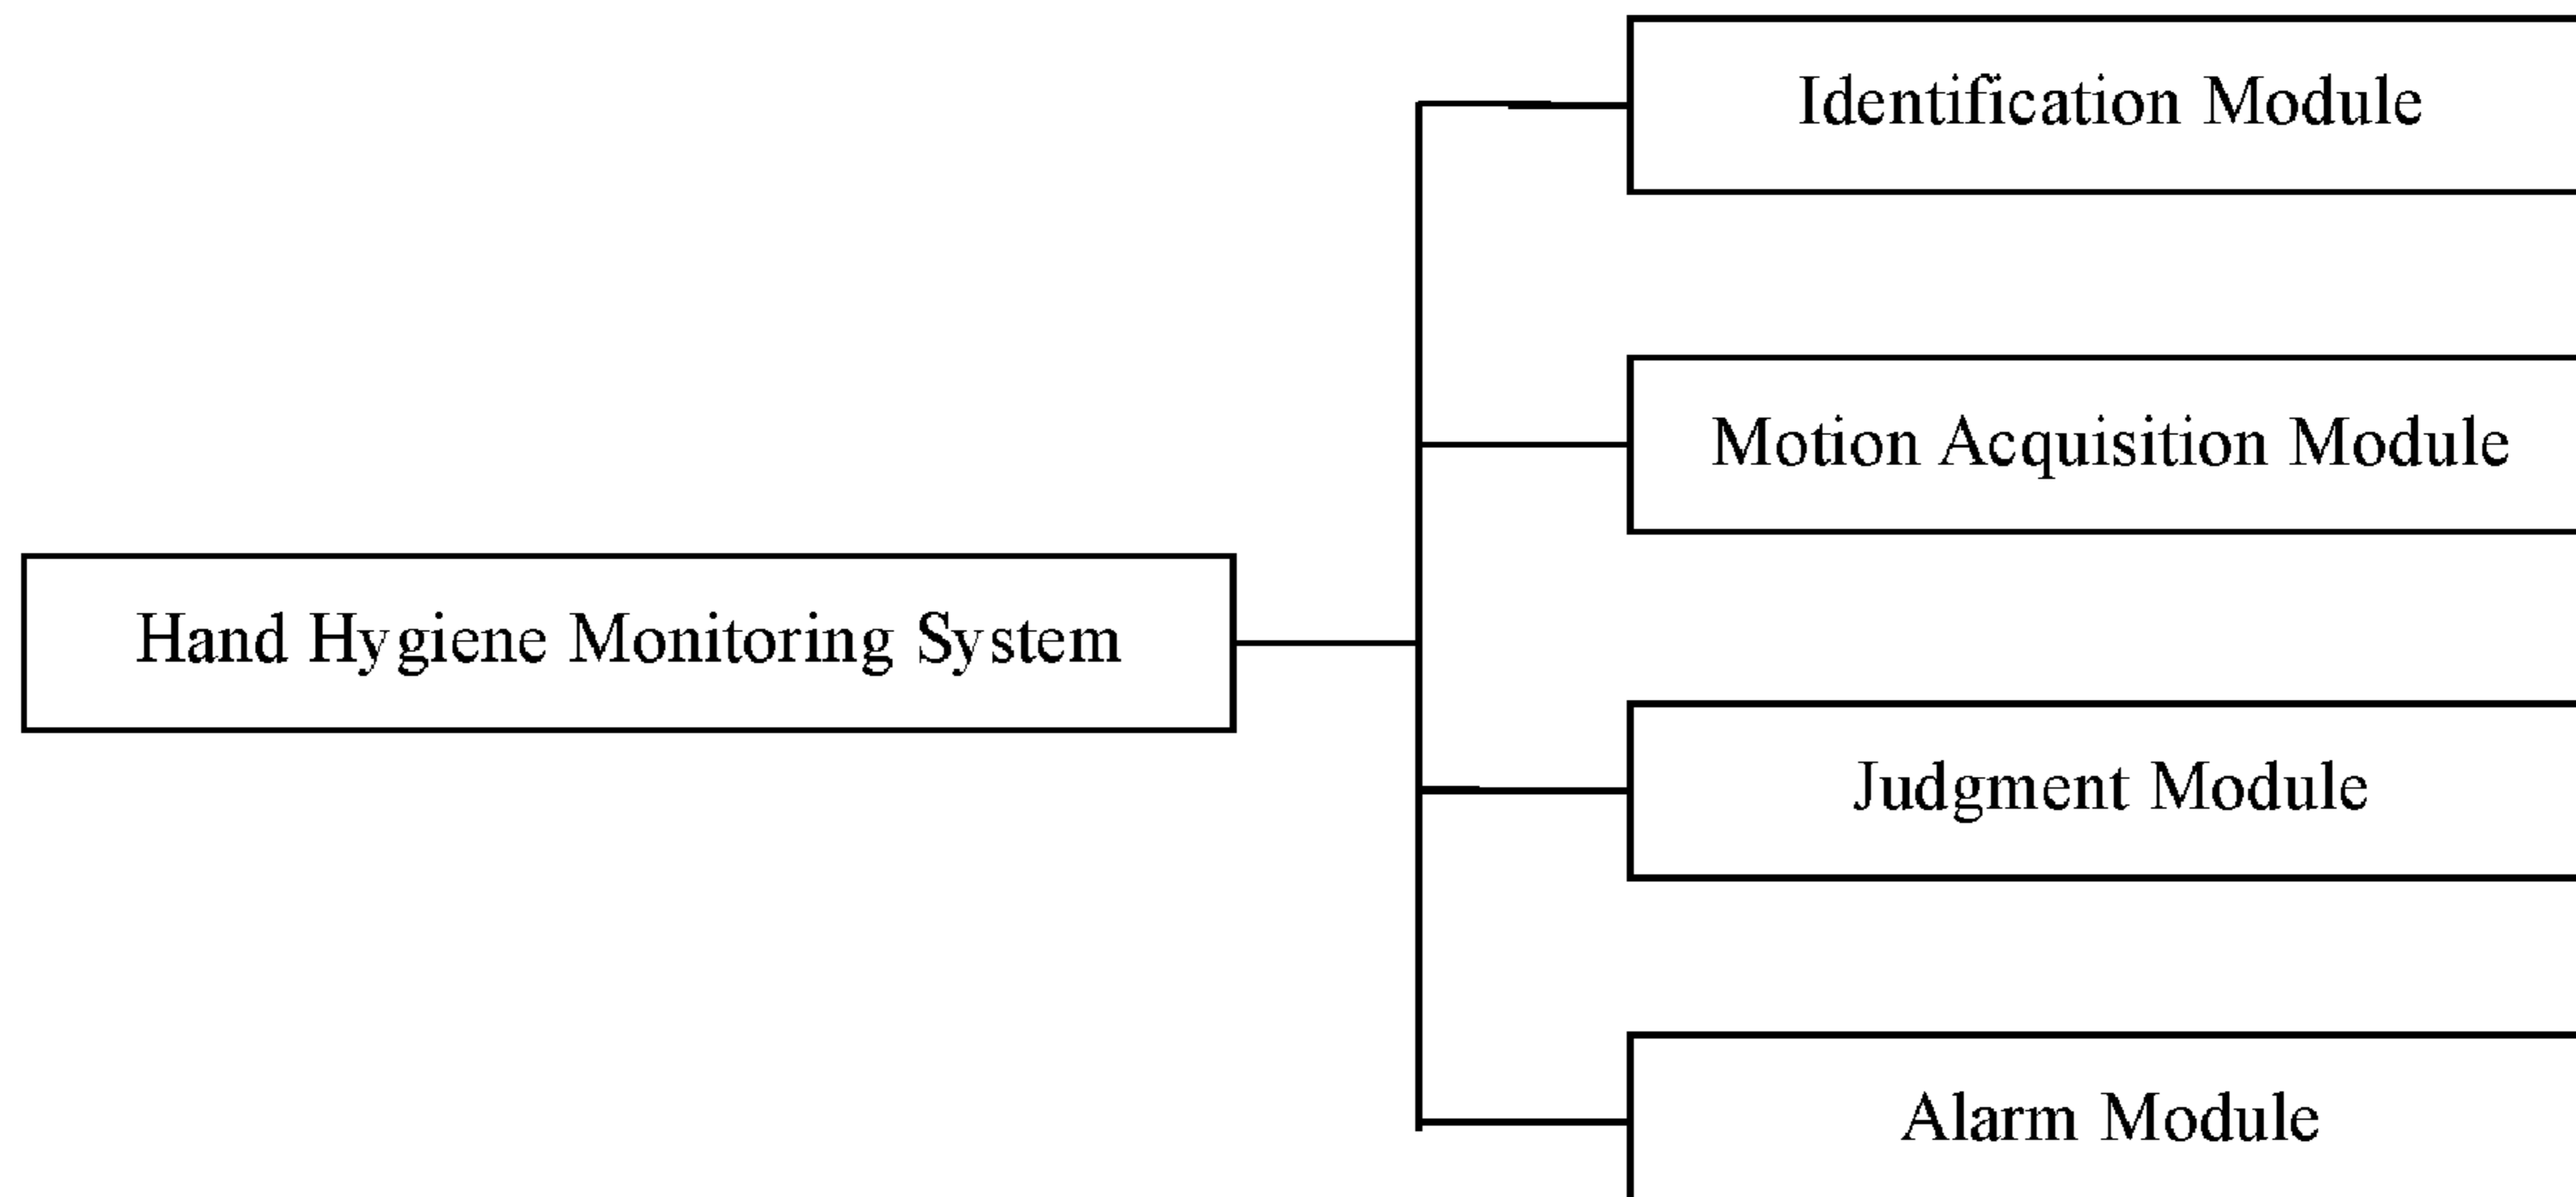 Identification Module
Motion Acquisition Module
Hand Hygiene Monitoring System
Judgment Module
Alarm Module